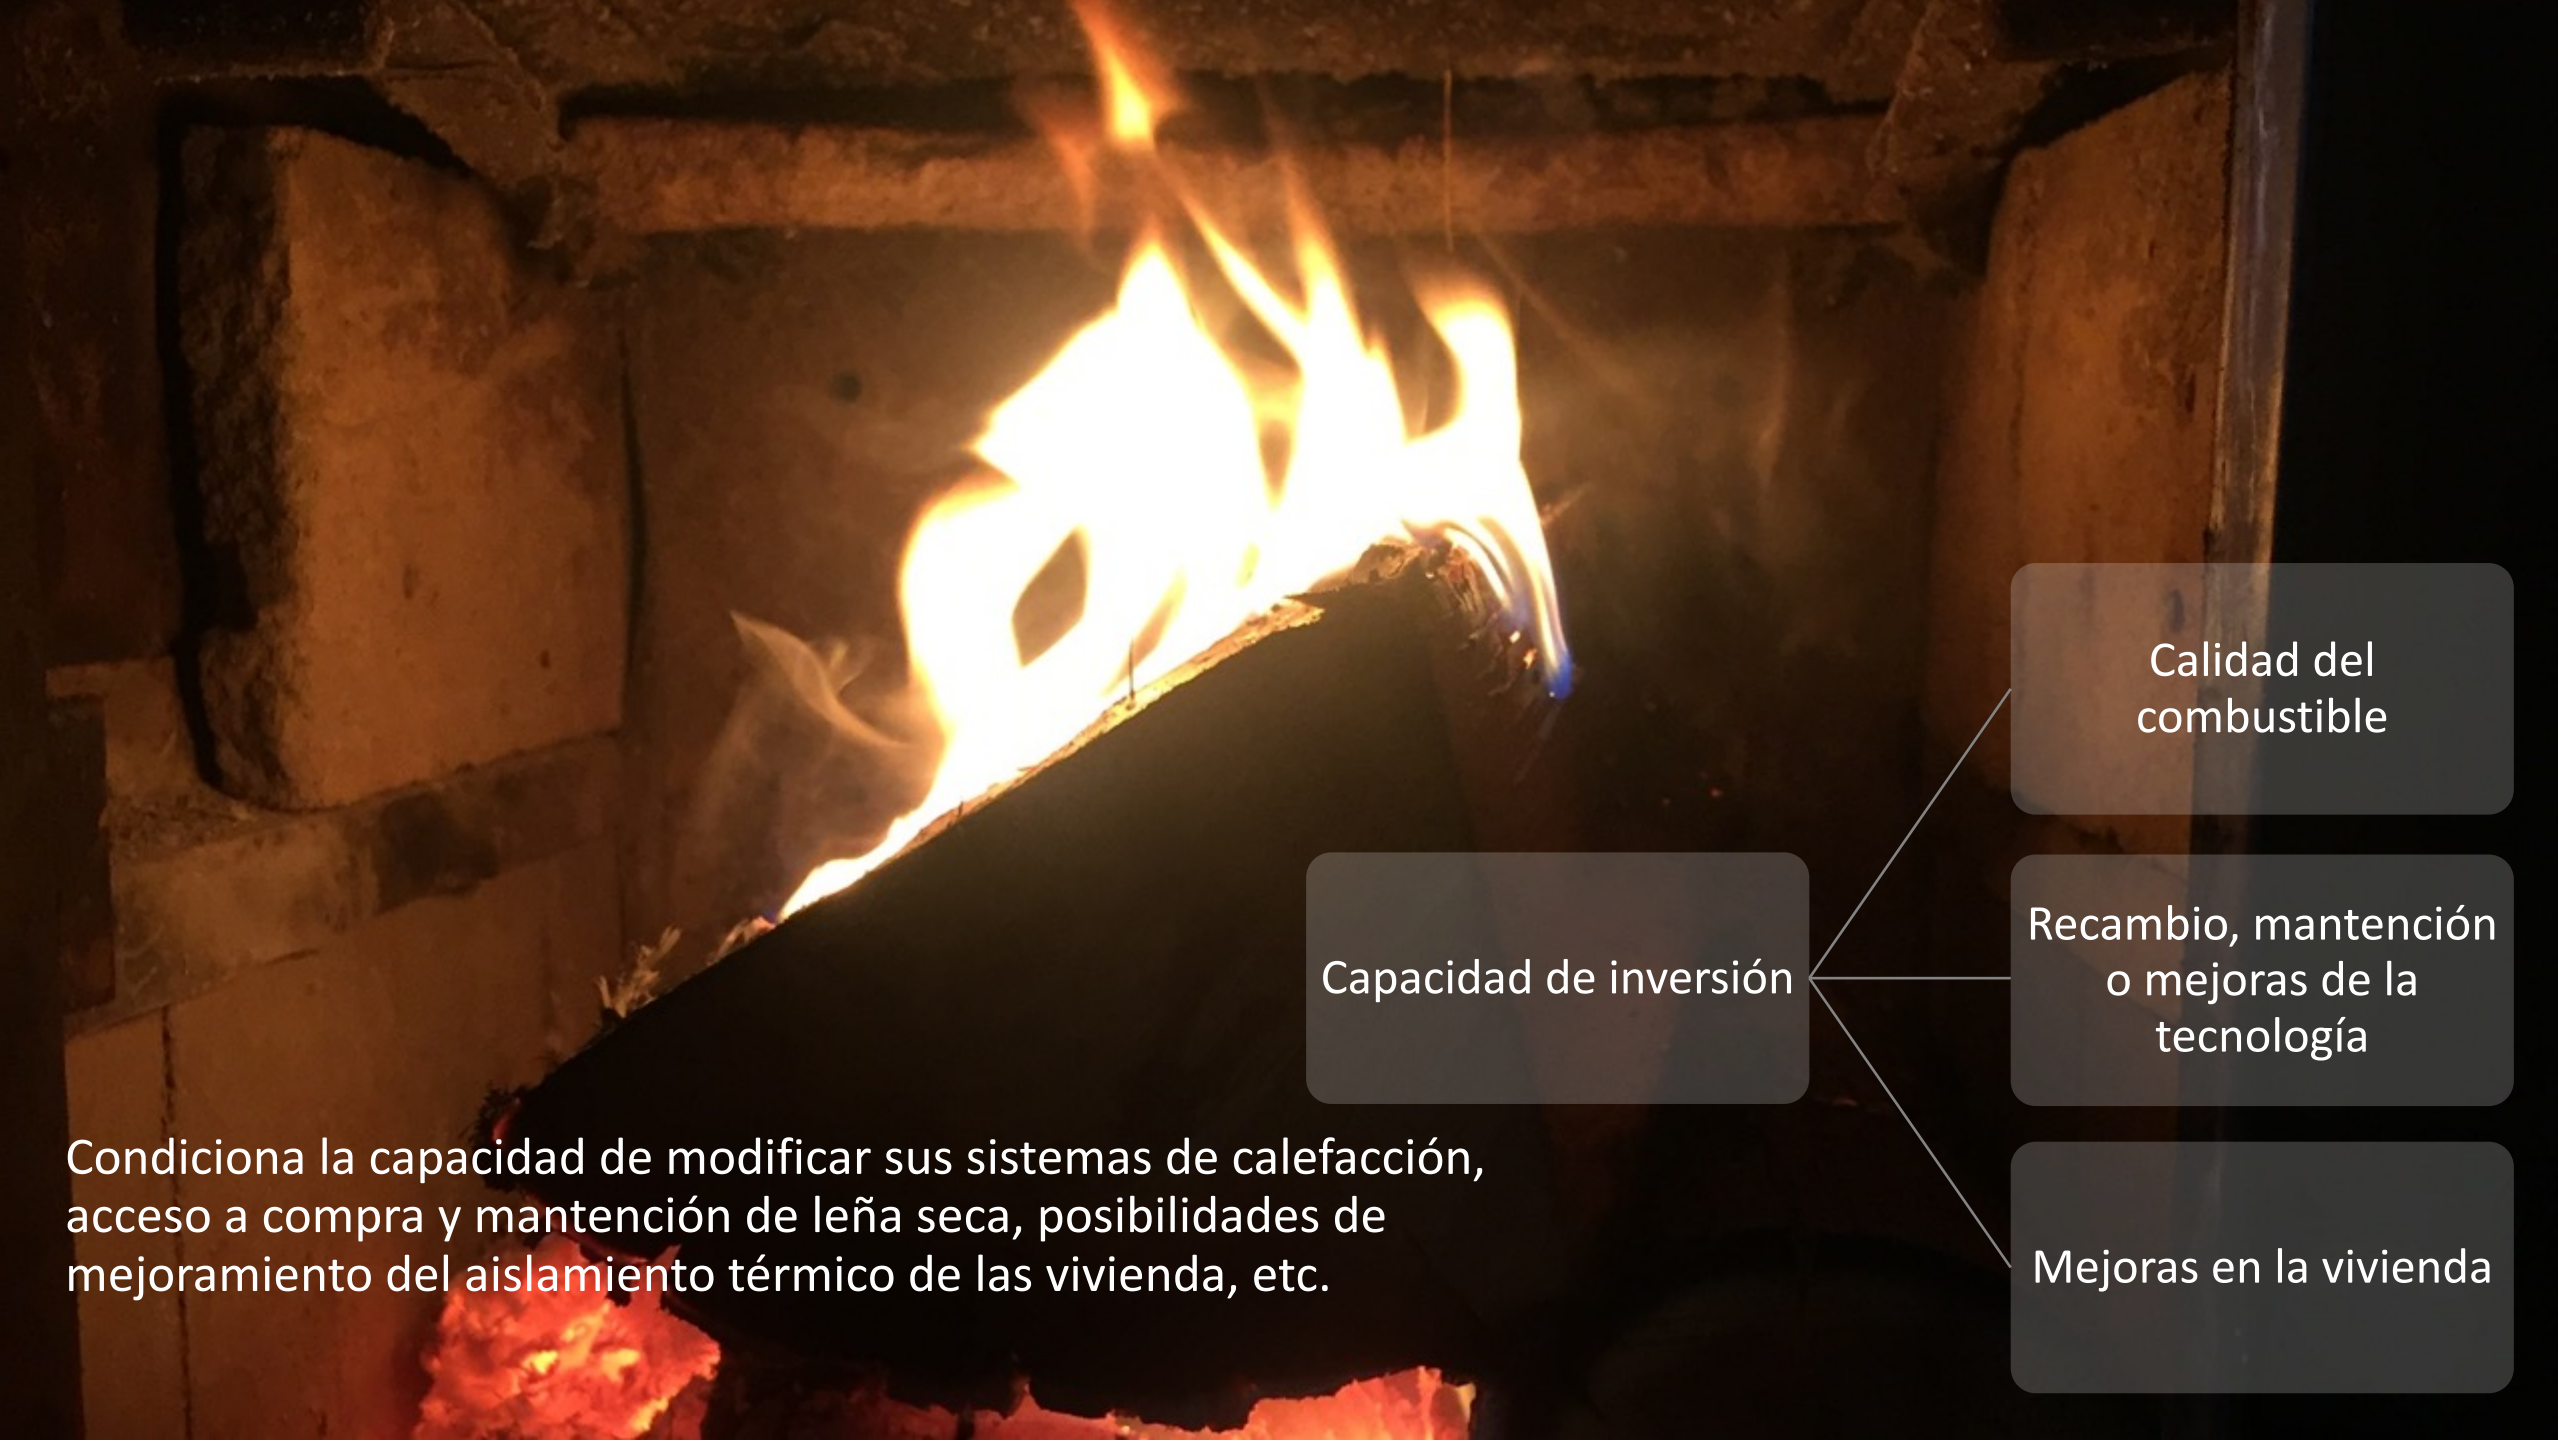 Calidad del
combustible
Capacidad de inversión
Recambio, mantención
o mejoras de la
tecnología
Mejoras en la vivienda
Condiciona la capacidad de modificar sus sistemas de calefacción,
acceso a compra y mantención de leña seca, posibilidades de
mejoramiento del aislamiento térmico de las vivienda, etc.